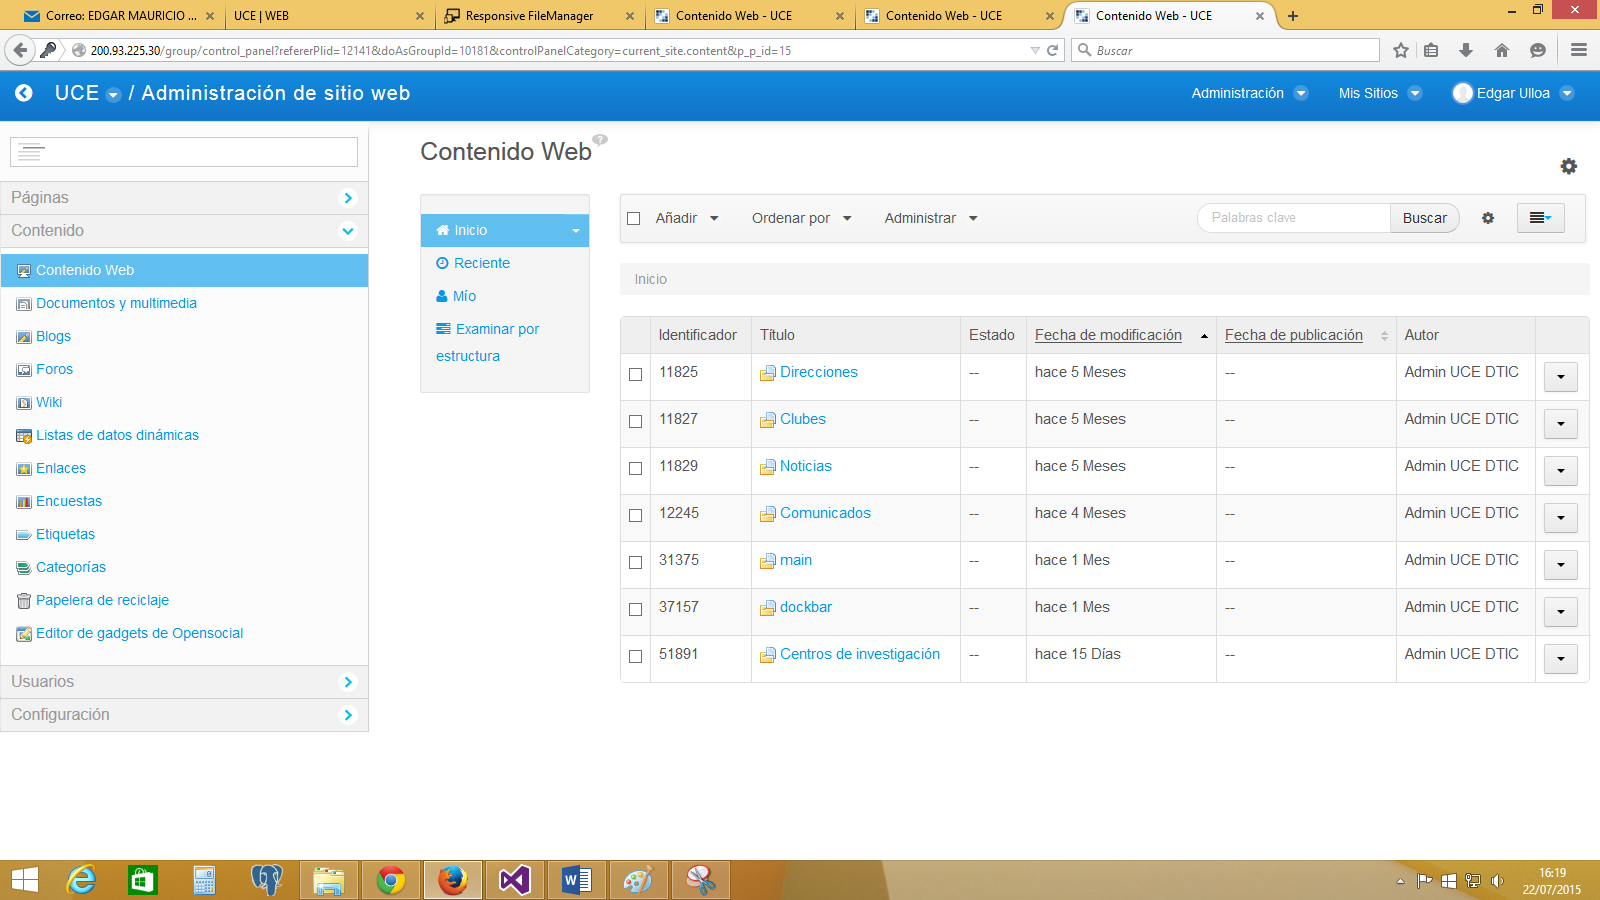 Correo: EDGAR MAURICIO ...
UCE | WEB
Responsive FileManager
Contenido Web - UCE
Contenido Web - UCE
Contenido Web - UCE
200.93.225.30/group/control_panel?refererPlid=12141&doAsGroupId=10181&controlPanelCategory=current_site.content&p_p_id=15
Buscar
UCE / Administración de sitio web
Administración
Mis Sitios
Edgar Ulloa
Páginas
Contenido
Contenido Web
Documentos y multimedia
Blogs
Foros
Wiki
Listas de datos dinámicas
Enlaces
Encuestas
Etiquetas
Categorías
Papelera de reciclaje
Editor de gadgets de Opensocial
Usuarios
Configuración
Contenido Web ?
Inicio
Reciente
Mío
Examinar por
estructura
Añadir
Ordenar por
Administrar
Palabras clave
Buscar
Inicio
Identificador Título Estado Fecha de modificación Fecha de publicación Autor
11825 Direcciones -- hace 5 Meses -- Admin UCE DTIC
11827 Clubes -- hace 5 Meses -- Admin UCE DTIC
11829 Noticias -- hace 5 Meses -- Admin UCE DTIC
12245 Comunicados -- hace 4 Meses -- Admin UCE DTIC
31375 main -- hace 1 Mes -- Admin UCE DTIC
37157 dockbar -- hace 1 Mes -- Admin UCE DTIC
51891 Centros de investigación -- hace 15 Días -- Admin UCE DTIC
16:19
22/07/2015